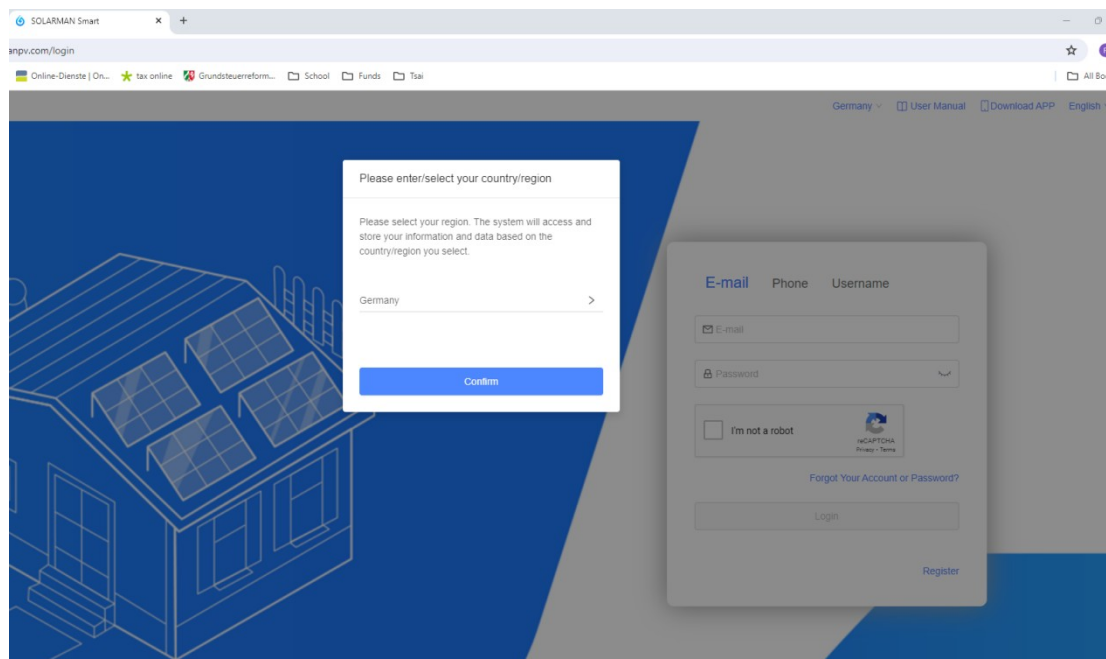 SOLARMAN Smart
anpv.com/login
Online-Dienste | On... tax online Grundsteuerreform... School Funds Tsai All Bo
Germany User Manual Download APP English
Please enter/select your country/region
Please select your region. The system will access and
store your information and data based on the
country/region you select.
Germany
Confirm
E-mail Phone Username
E-mail
Password
I'm not a robot
reCAPTCHA
Privacy - Terms
Forgot Your Account or Password?
Login
Register